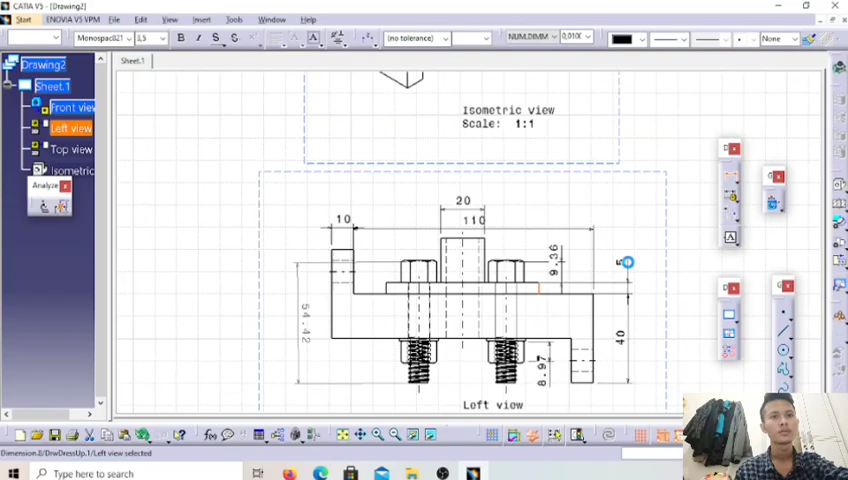 CATIA V5 - [Drawing2]
Start ENOVIA V5 VPM File Edit View Insert Tools Window Help
Monospac821 3,5 B I S S A (no tolerance) NUM.DIMM 0,010 None
Drawing2
Sheet.1
Front view
Left view
Top view
Isometric
Analyze
Sheet.1
Isometric view
Scale: 1:1
20
10
110
9.36
5
54.42
40
8.97
Left view
Dimension.8/DrwDressUp.1/Left view selected
Type here to search